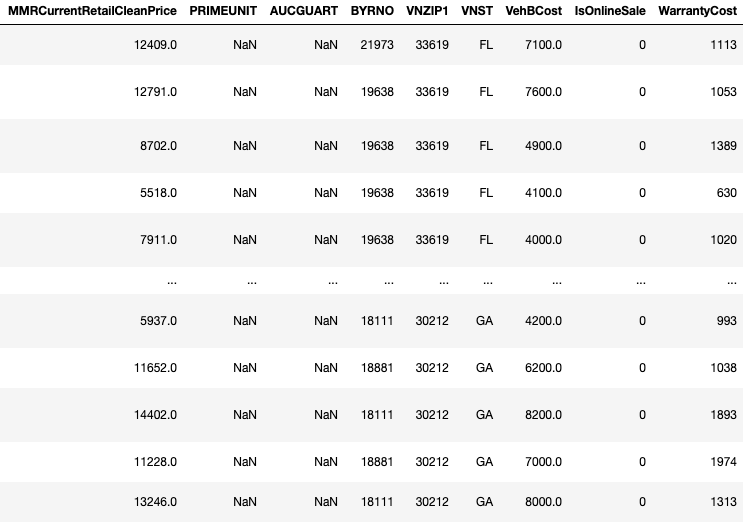 MMRCurrentRetailCleanPrice PRIMEUNIT AUCGUART BYRNO VNZIP1 VNST VehBCost IsOnlineSale WarrantyCost
12409.0 NaN NaN 21973 33619 FL 7100.0 0 1113
12791.0 NaN NaN 19638 33619 FL 7600.0 0 1053
8702.0 NaN NaN 19638 33619 FL 4900.0 0 1389
5518.0 NaN NaN 19638 33619 FL 4100.0 0 630
7911.0 NaN NaN 19638 33619 FL 4000.0 0 1020
... ... ... ... ... ... ... ... ...
5937.0 NaN NaN 18111 30212 GA 4200.0 0 993
11652.0 NaN NaN 18881 30212 GA 6200.0 0 1038
14402.0 NaN NaN 18111 30212 GA 8200.0 0 1893
11228.0 NaN NaN 18881 30212 GA 7000.0 0 1974
13246.0 NaN NaN 18111 30212 GA 8000.0 0 1313